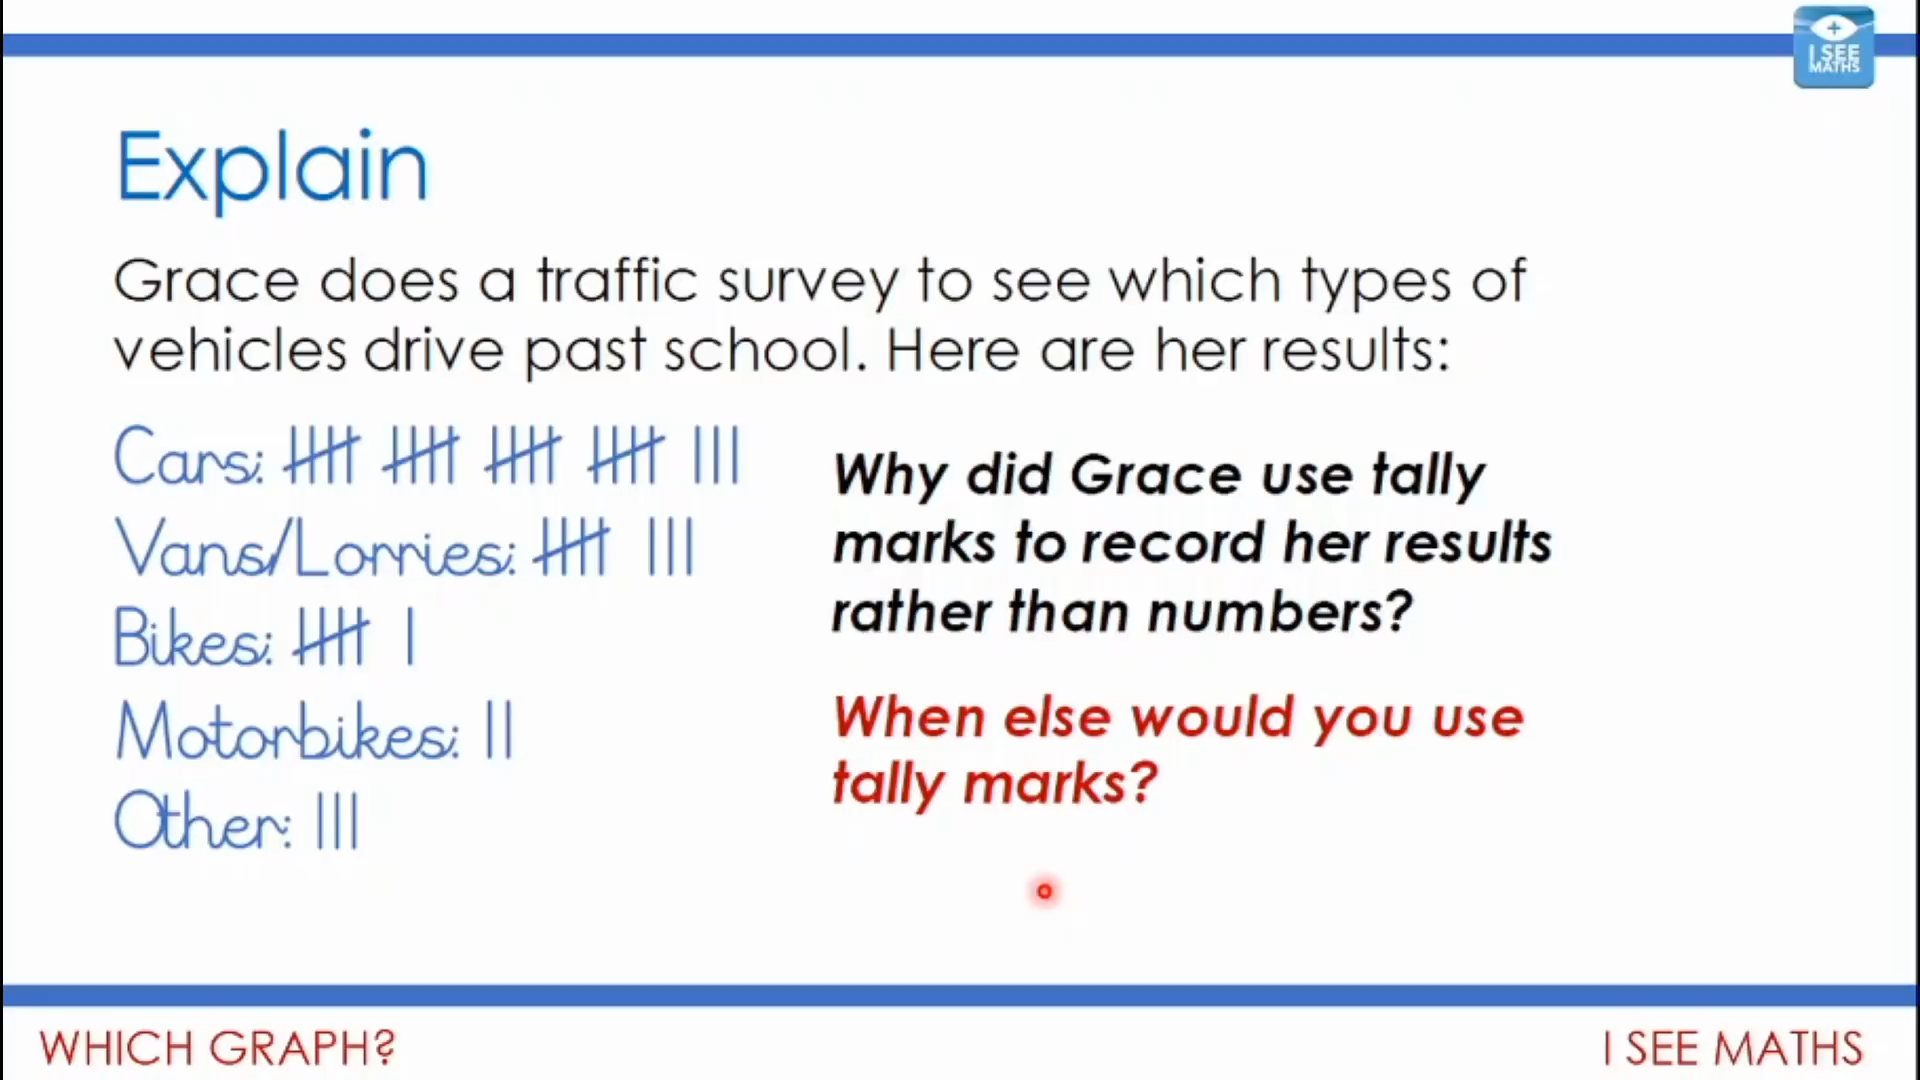 I SEE
MATHS
Explain
Grace does a traffic survey to see which types of
vehicles drive past school. Here are her results:
Cars:
Vans/Lorries:
Bikes:
Motorbikes:
Other:
Why did Grace use tally
marks to record her results
rather than numbers?
When else would you use
tally marks?
WHICH GRAPH?
I SEE MATHS